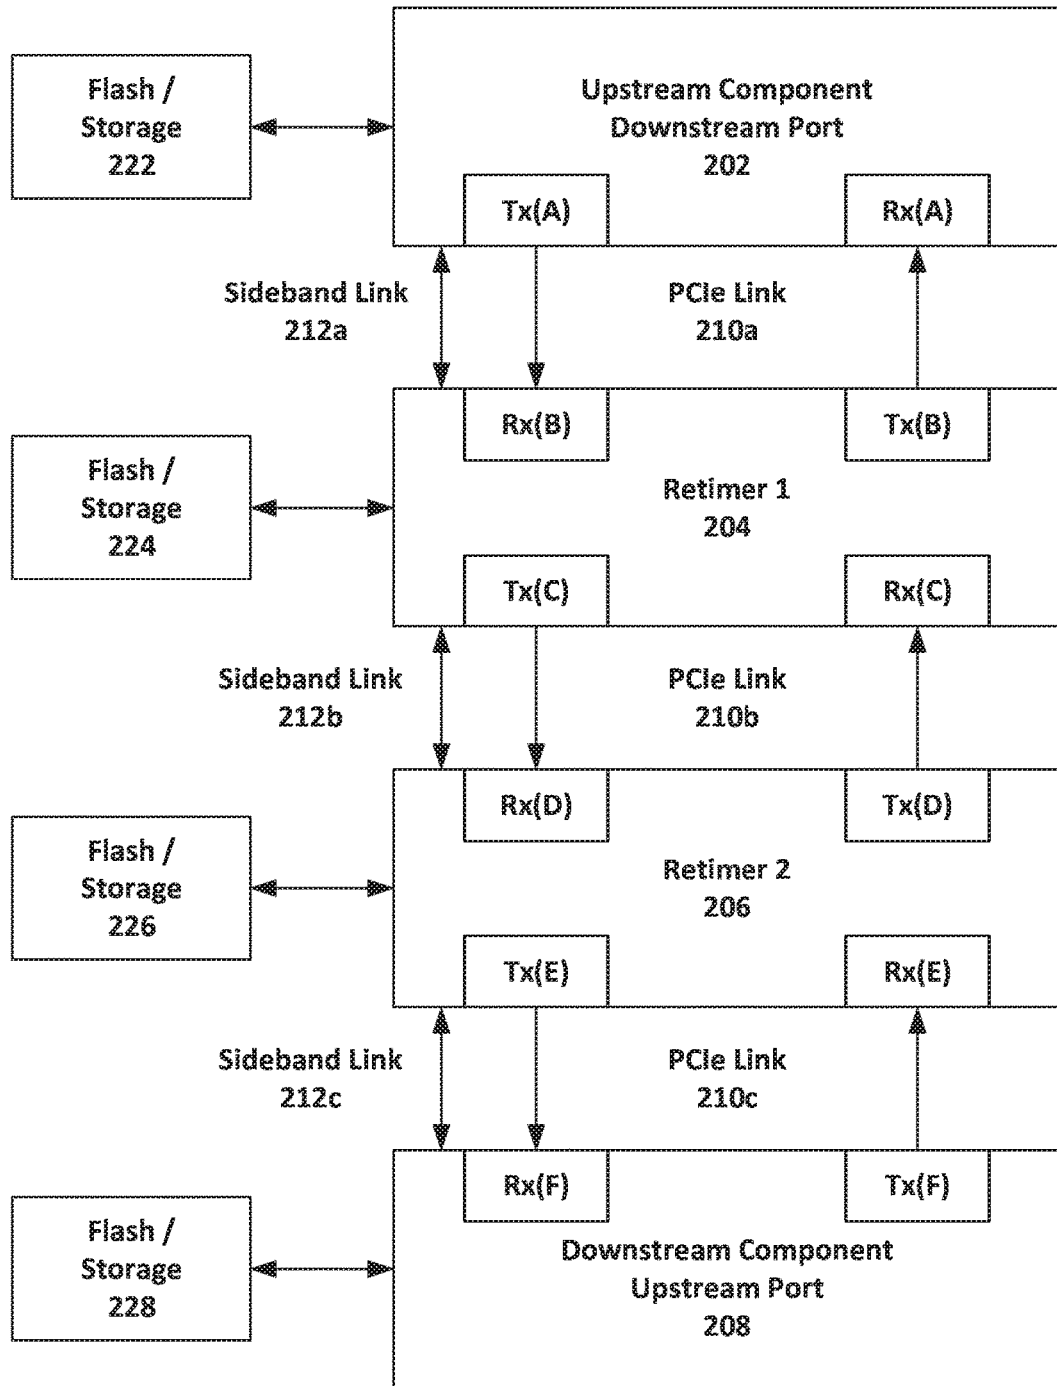 Flash /
Storage
222
Upstream Component
Downstream Port
202
Tx(A)
Rx(A)
Sideband Link
212a
PCIe Link
210a
Rx(B)
Tx(B)
Flash /
Storage
224
Retimer 1
204
Tx(C)
Rx(C)
Sideband Link
212b
PCIe Link
210b
Rx(D)
Tx(D)
Flash /
Storage
226
Retimer 2
206
Tx(E)
Rx(E)
Sideband Link
212c
PCIe Link
210c
Rx(F)
Tx(F)
Flash /
Storage
228
Downstream Component
Upstream Port
208